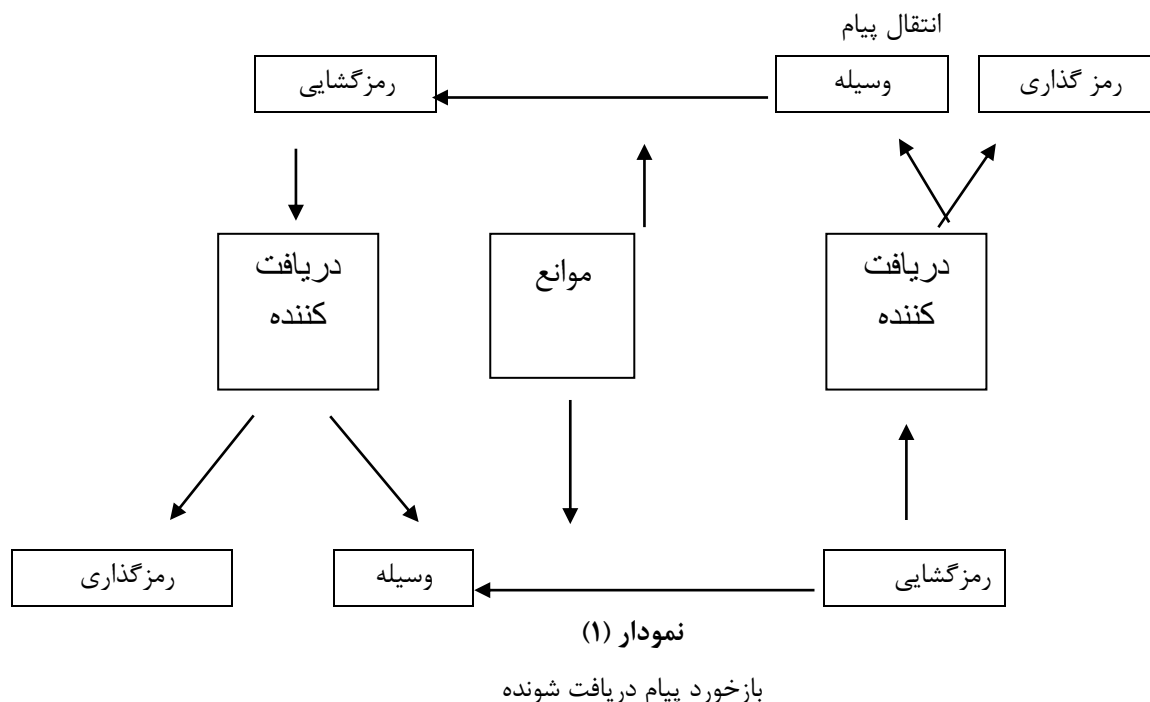 انتقال پیام
رمز گذاری
وسیله
رمزگشایی
دریافت
کننده
موانع
دریافت
کننده
رمزگشایی
وسیله
رمزگذاری
نمودار (۱)
بازخورد پیام دریافت شونده